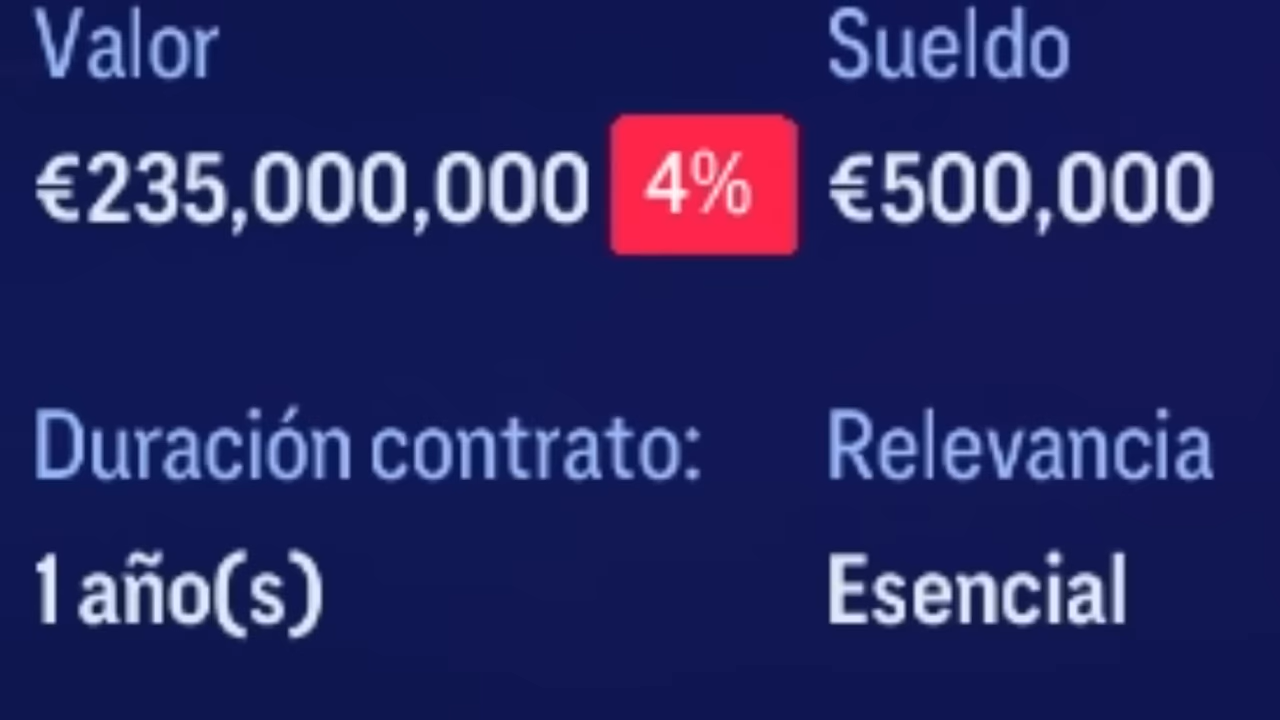 Valor Sueldo
€235,000,000 4% €500,000
Duración contrato: Relevancia
1 año(s) Esencial